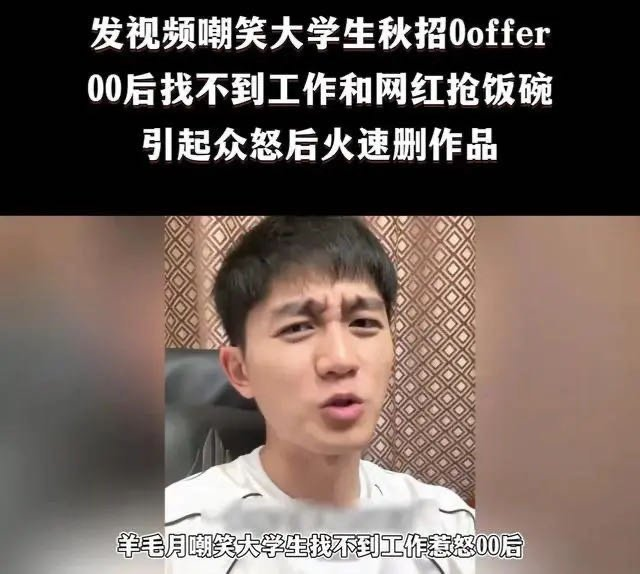 发视频嘲笑大学生秋招0offer
00后找不到工作和网红抢饭碗
引起众怒后火速删作品
羊毛月嘲笑大学生找不到工作惹怒00后